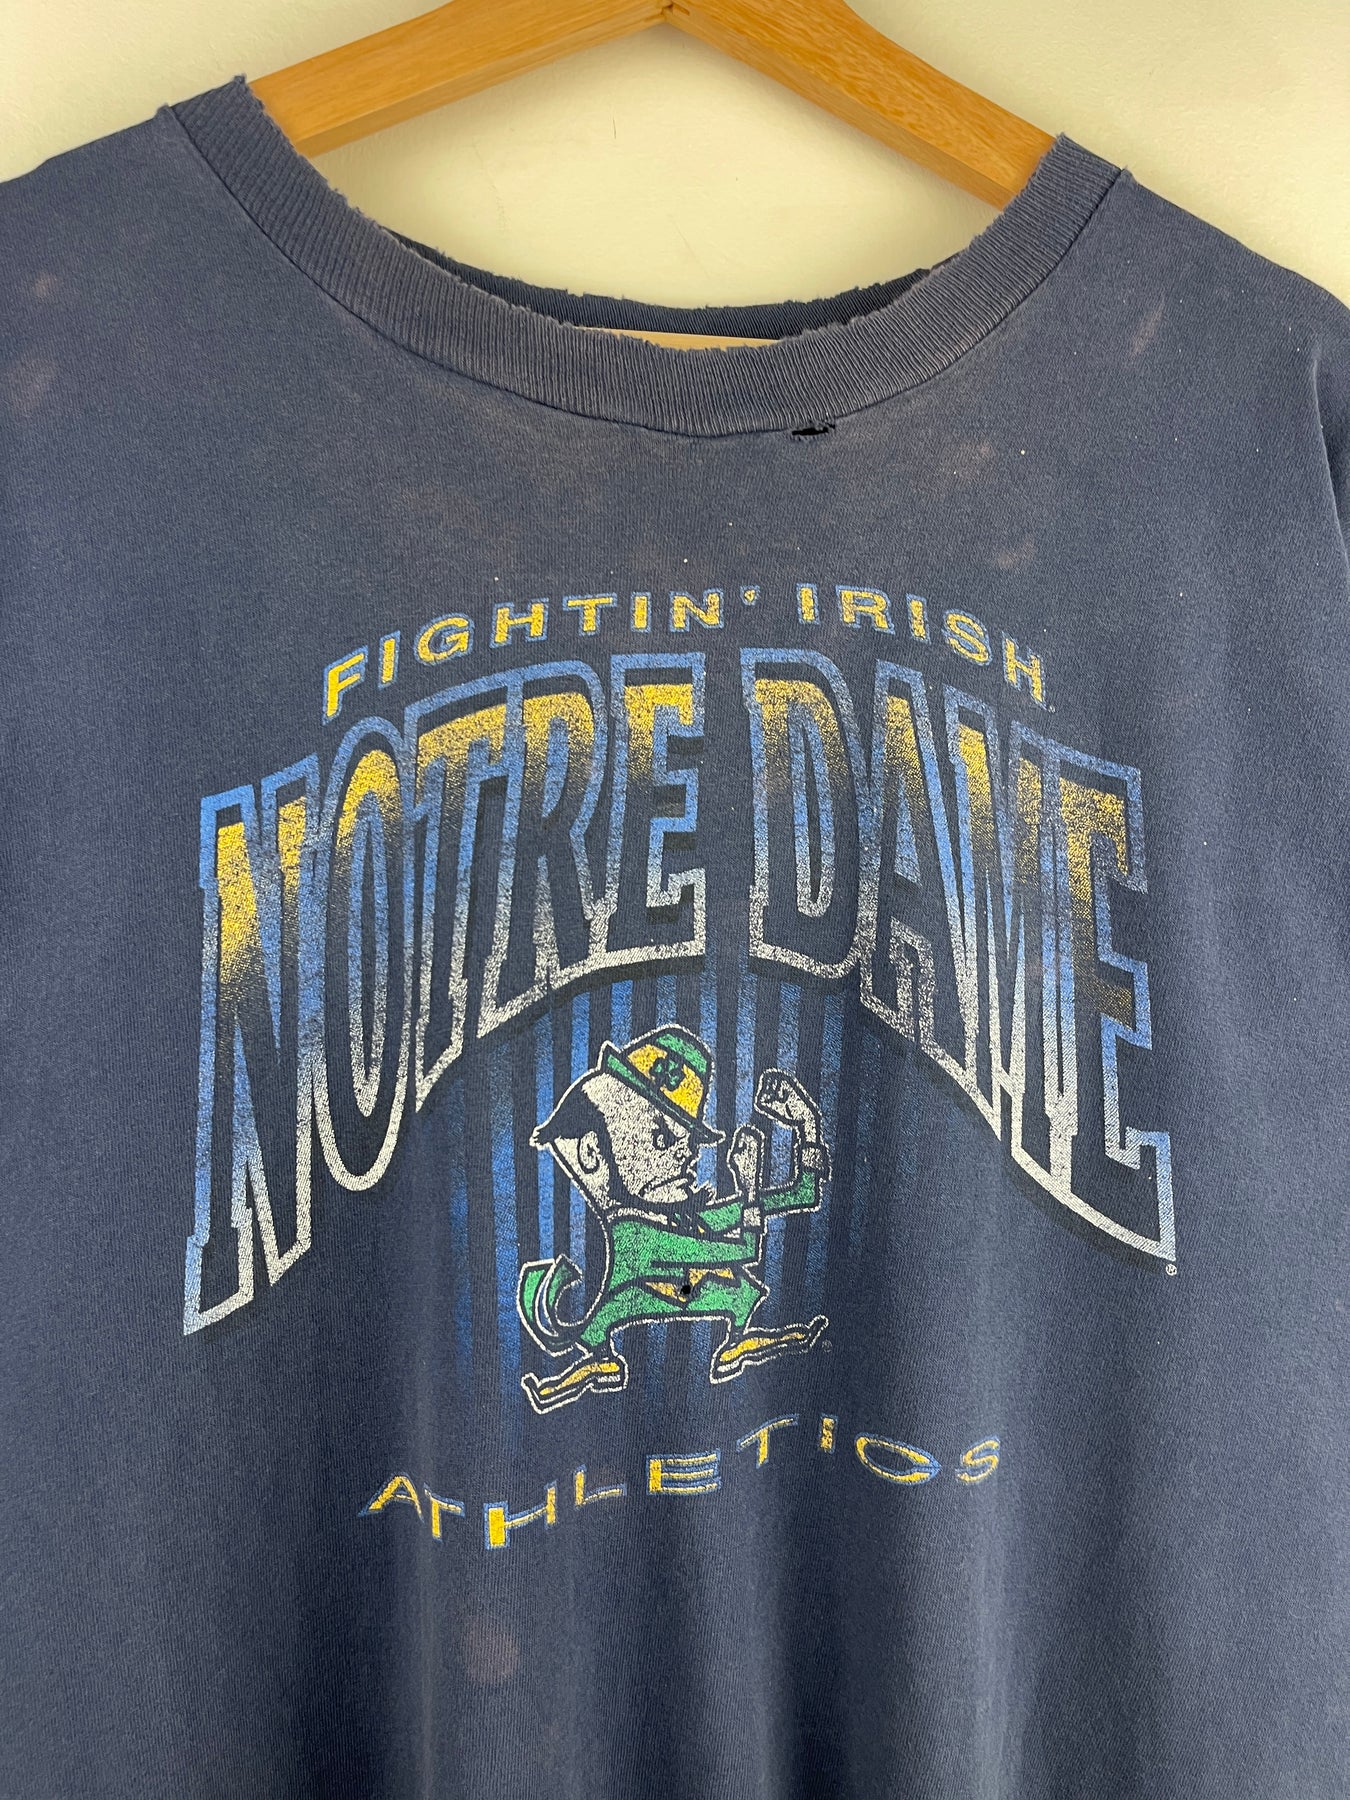 FIGHTIN' IRISH
NOTRE DAME
®
ATHLETICS